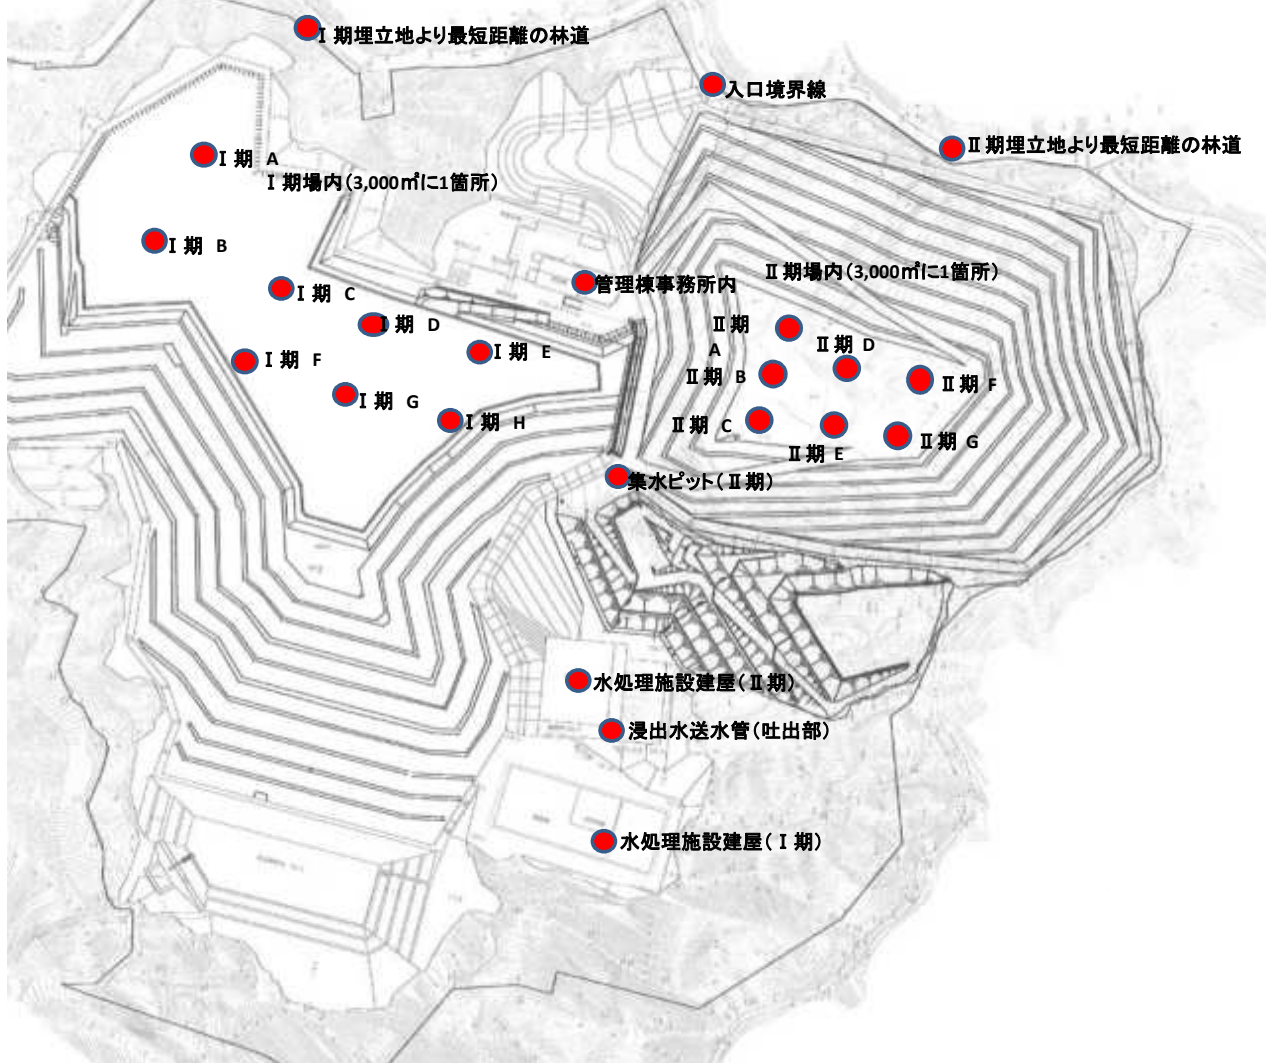 Ⅰ期埋立地より最短距離の林道
入口境界線
Ⅱ期埋立地より最短距離の林道
Ⅰ期 A
Ⅰ期場内(3,000㎡に1箇所)
Ⅰ期 B
Ⅱ期場内(3,000㎡に1箇所)
管理棟事務所内
Ⅰ期 C
Ⅰ期 D
Ⅱ期
A
Ⅱ期 D
Ⅰ期 E
Ⅰ期 F
Ⅱ期 B
Ⅱ期 F
Ⅰ期 G
Ⅰ期 H
Ⅱ期 C
Ⅱ期 E
Ⅱ期 G
集水ピット(Ⅱ期)
水処理施設建屋(Ⅱ期)
浸出水送水管(吐出部)
水処理施設建屋(Ⅰ期)